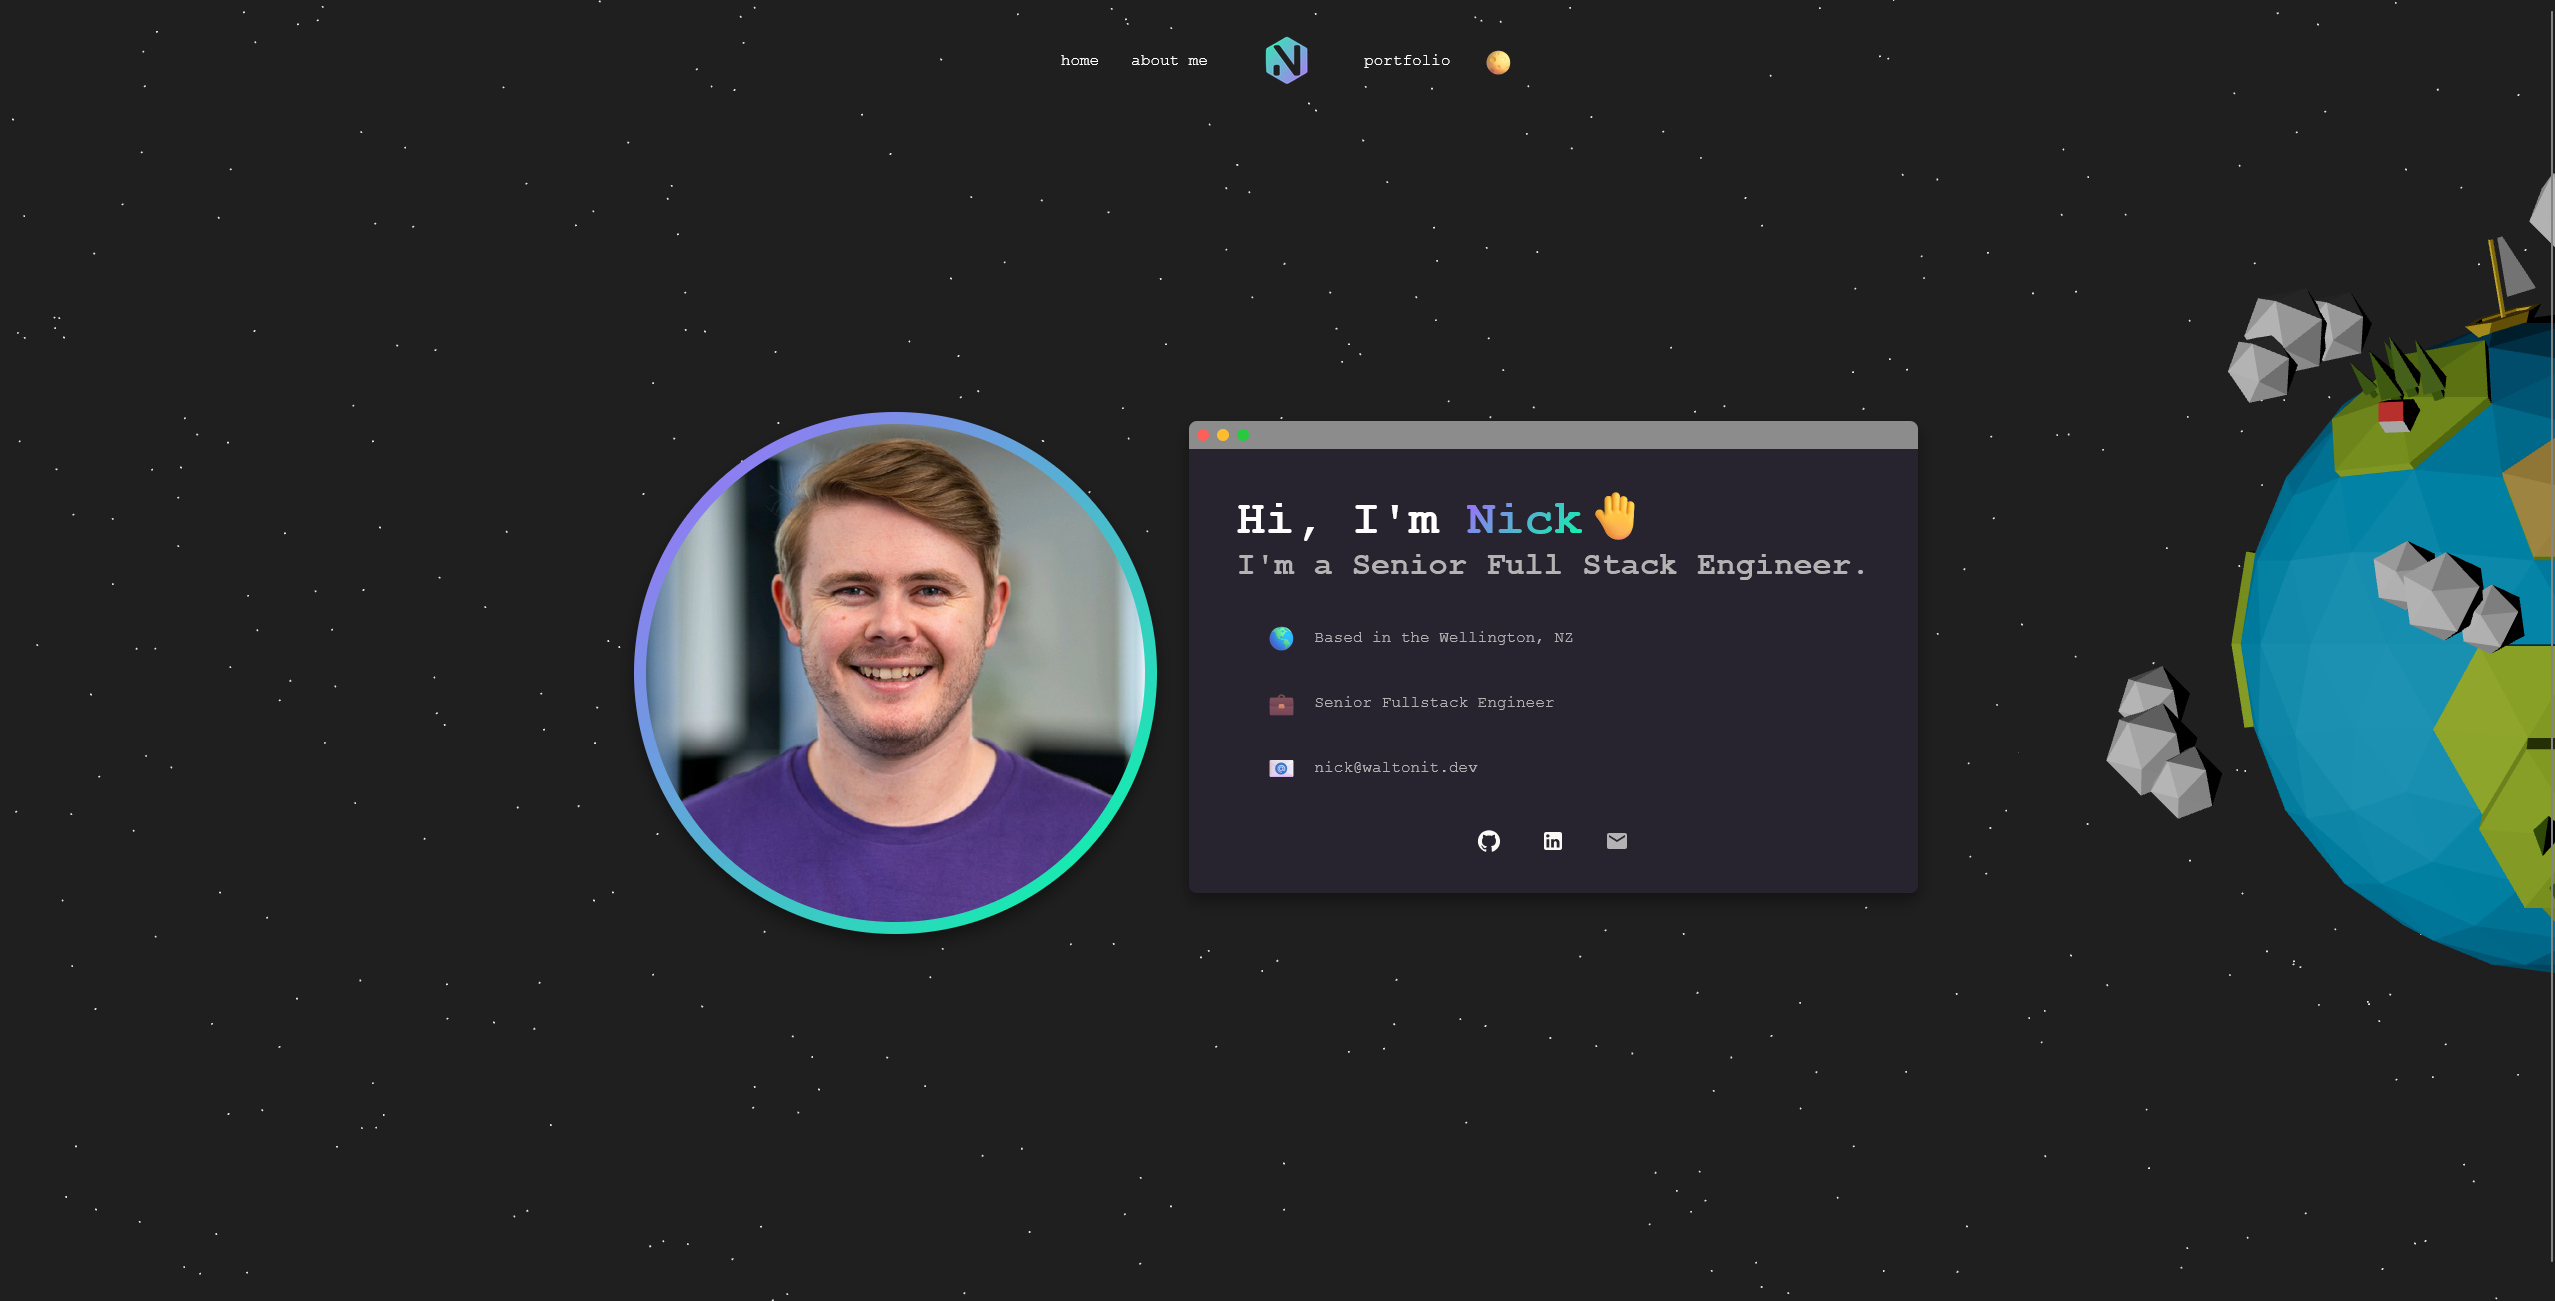 home about me N portfolio
Hi, I'm Nick
I'm a Senior Full Stack Engineer.
Based in the Wellington, NZ
Senior Fullstack Engineer
nick@waltonit.dev
in